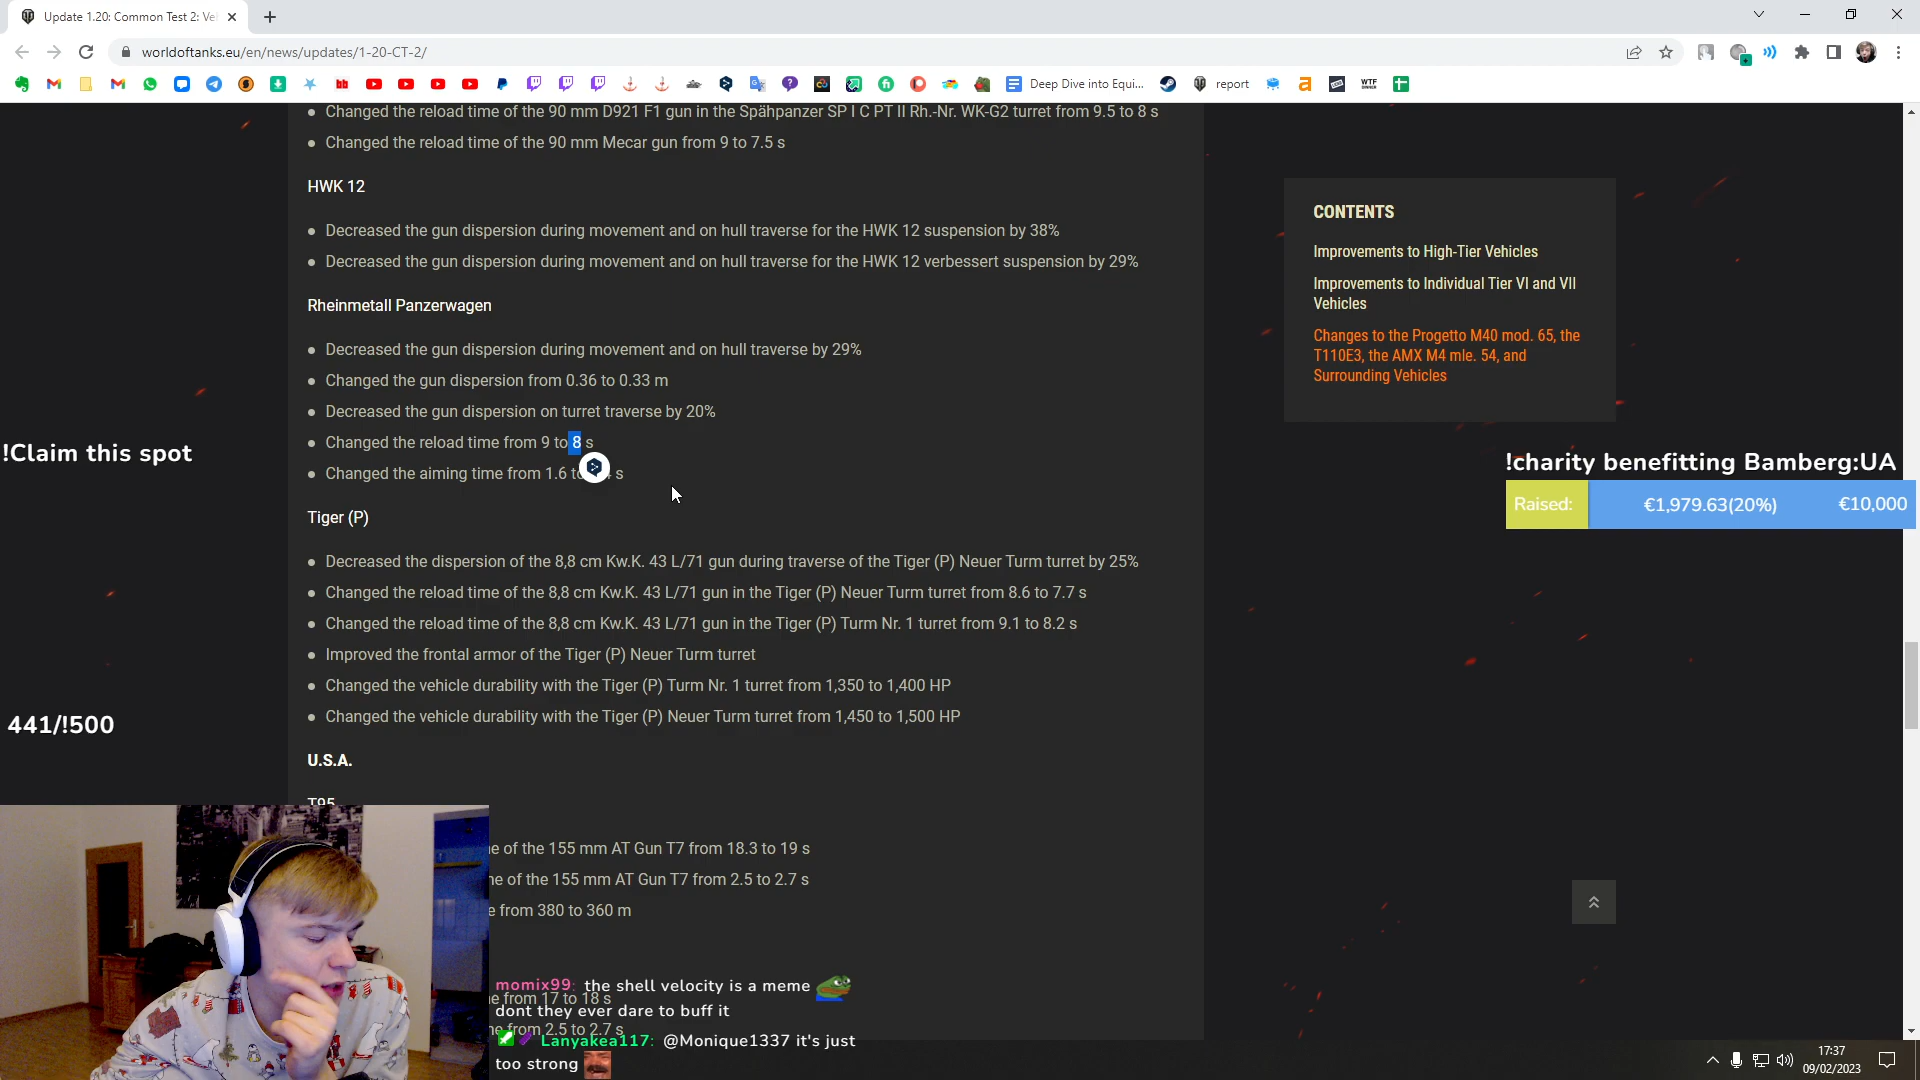 Update 1.20: Common Test 2: Ve
worldoftanks.eu/en/news/updates/1-20-CT-2/
Deep Dive into Equi...
report
Changed the reload time of the 90 mm D921 F1 gun in the Spähpanzer SP I C PT II Rh.-Nr. WK-G2 turret from 9.5 to 8 s
Changed the reload time of the 90 mm Mecar gun from 9 to 7.5 s
HWK 12
Decreased the gun dispersion during movement and on hull traverse for the HWK 12 suspension by 38%
Decreased the gun dispersion during movement and on hull traverse for the HWK 12 verbessert suspension by 29%
Rheinmetall Panzerwagen
Decreased the gun dispersion during movement and on hull traverse by 29%
Changed the gun dispersion from 0.36 to 0.33 m
Decreased the gun dispersion on turret traverse by 20%
Changed the reload time from 9 to 8 s
Changed the aiming time from 1.6 to s
Tiger (P)
Decreased the dispersion of the 8,8 cm Kw.K. 43 L/71 gun during traverse of the Tiger (P) Neuer Turm turret by 25%
Changed the reload time of the 8,8 cm Kw.K. 43 L/71 gun in the Tiger (P) Neuer Turm turret from 8.6 to 7.7 s
Changed the reload time of the 8,8 cm Kw.K. 43 L/71 gun in the Tiger (P) Turm Nr. 1 turret from 9.1 to 8.2 s
Improved the frontal armor of the Tiger (P) Neuer Turm turret
Changed the vehicle durability with the Tiger (P) Turm Nr. 1 turret from 1,350 to 1,400 HP
Changed the vehicle durability with the Tiger (P) Neuer Turm turret from 1,450 to 1,500 HP
U.S.A.
T95
e of the 155 mm AT Gun T7 from 18.3 to 19 s
e of the 155 mm AT Gun T7 from 2.5 to 2.7 s
e from 380 to 360 m
e from 17 to 18 s
e from 2.5 to 2.7 s
CONTENTS
Improvements to High-Tier Vehicles
Improvements to Individual Tier VI and VII
Vehicles
Changes to the Progetto M40 mod. 65, the
T110E3, the AMX M4 mle. 54, and
Surrounding Vehicles
!Claim this spot
441/!500
!charity benefitting Bamberg:UA
Raised: €1,979.63(20%) €10,000
momix99: the shell velocity is a meme
dont they ever dare to buff it
Lanyakea117: @Monique1337 it's just
too strong
17:37
09/02/2023